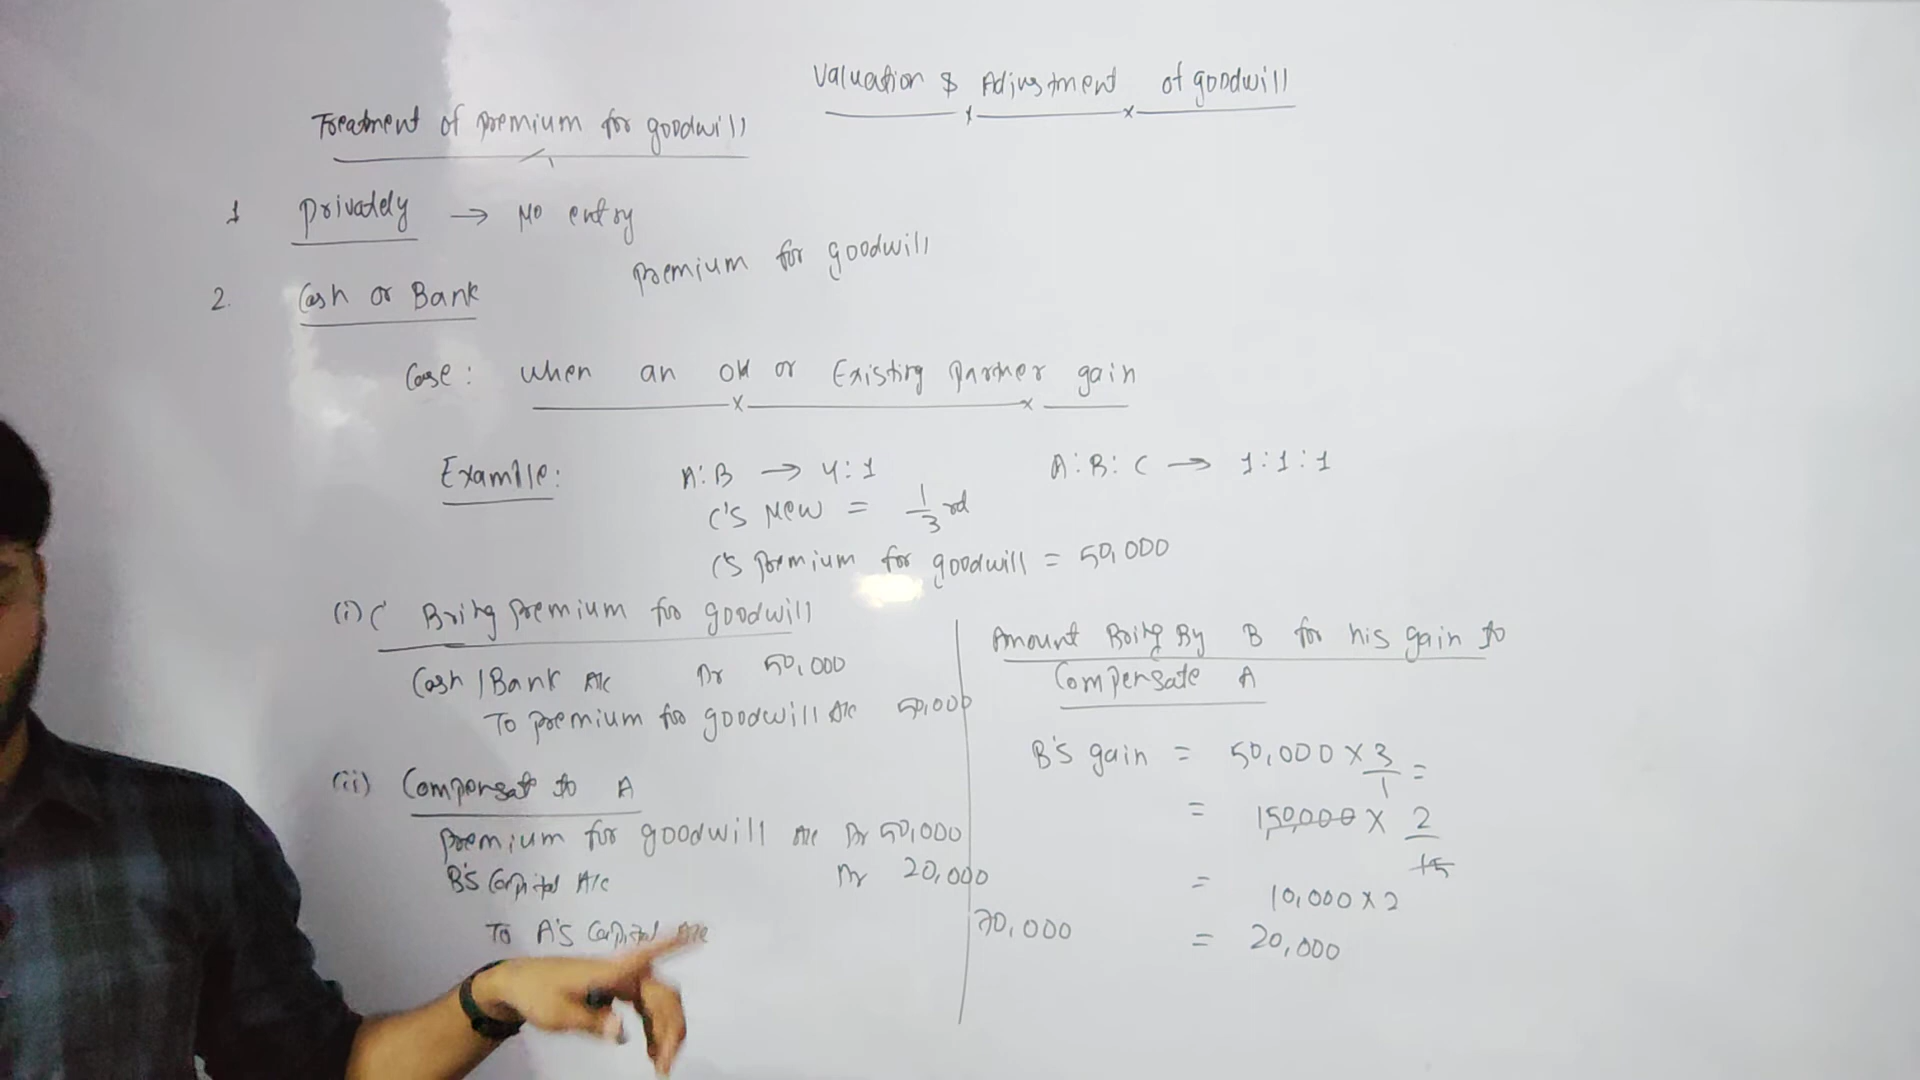 Valuation & Adjustment of goodwill
Treatment of premium for goodwill
1 Privately → No entry
premium for goodwill
2. Cash or Bank
Case: when an old or Existing partner gain
Example: A:B → 4:1 A:B:C → 1:1:1
C's New = 1/3 rd
C's premium for goodwill = 50,000
(i) C Bring premium for goodwill
Cash/Bank A/c Dr 50,000
To premium for goodwill A/c 50,000
(ii) Compensat to A
premium for goodwill A/c Dr 50,000
B's Capital A/c Dr 20,000
To A's Capital A/c 70,000
Amount Bring By B for his gain to
Compensate A
B's gain = 50,000 × 3/1 =
= 150,000 × 2/15
= 10,000 × 2
= 20,000